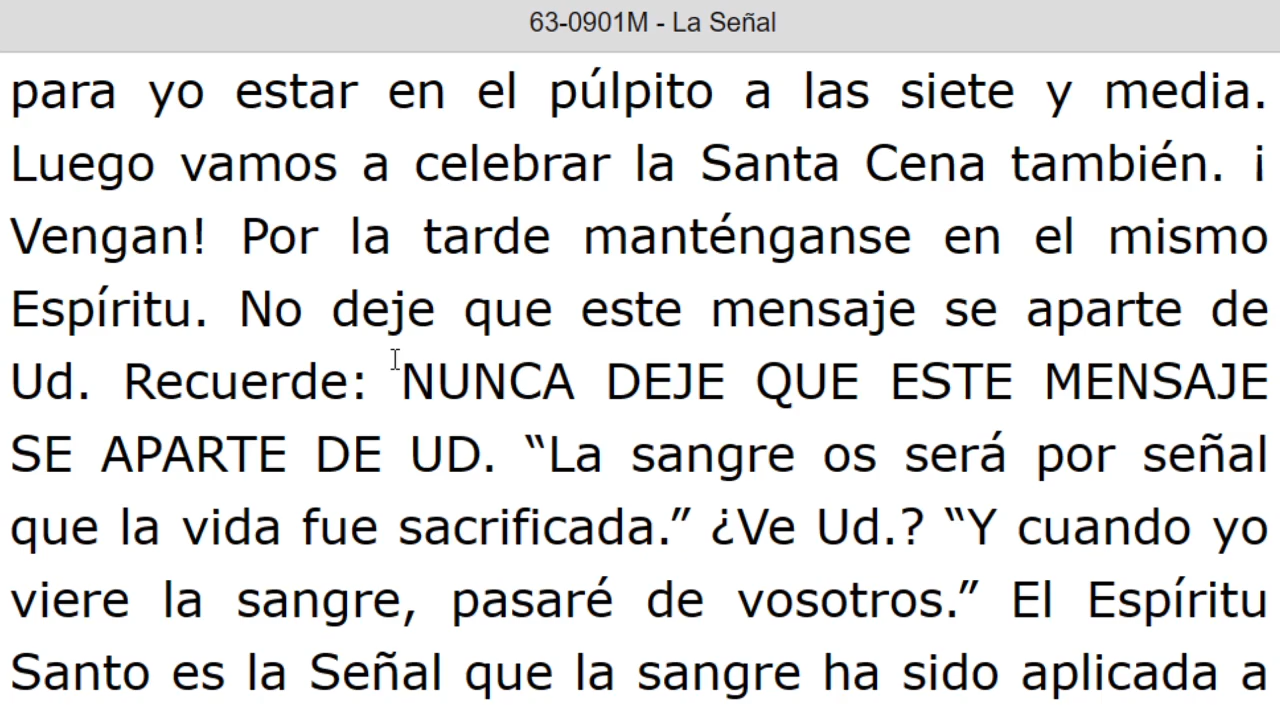 63-0901M - La Señal
para yo estar en el púlpito a las siete y media.
Luego vamos a celebrar la Santa Cena también. ¡
Vengan! Por la tarde manténganse en el mismo
Espíritu. No deje que este mensaje se aparte de
Ud. Recuerde: NUNCA DEJE QUE ESTE MENSAJE
SE APARTE DE UD. “La sangre os será por señal
que la vida fue sacrificada.” ¿Ve Ud.? “Y cuando yo
viere la sangre, pasaré de vosotros.” El Espíritu
Santo es la Señal que la sangre ha sido aplicada a